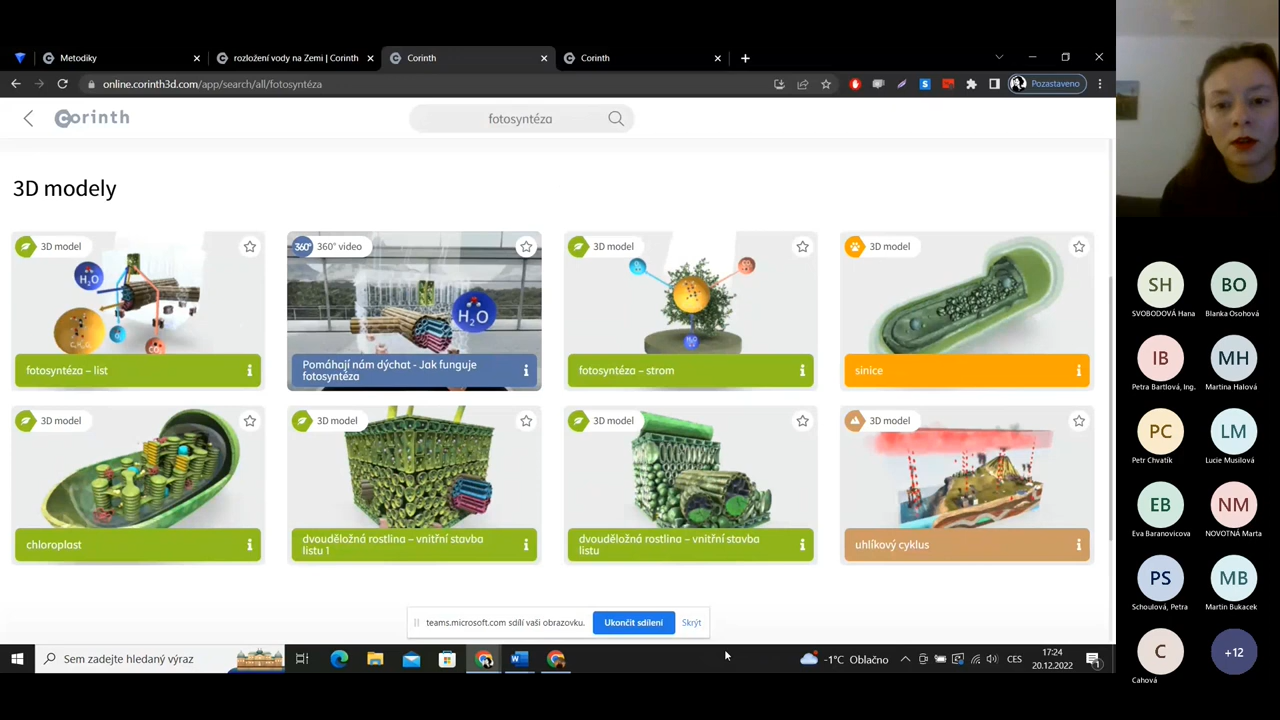 Metodiky
rozložení vody na Zemi | Corinth
Corinth
Corinth
online.corinth3d.com/app/search/all/fotosyntéza
Pozastaveno
corinth
fotosyntéza
3D modely
3D model
H₂O
fotosyntéza – list
360° video
H₂O
Pomáhají nám dýchat - Jak funguje
fotosyntéza
3D model
fotosyntéza – strom
3D model
sinice
3D model
chloroplast
3D model
dvouděložná rostlina – vnitřní stavba
listu 1
3D model
dvouděložná rostlina – vnitřní stavba
listu
3D model
uhlíkový cyklus
teams.microsoft.com sdílí vaši obrazovku.
Ukončit sdílení
Skrýt
Sem zadejte hledaný výraz
-1°C Oblačno
CES
17:24
20.12.2022
SH
SVOBODOVÁ Hana
BO
Blanka Osohová
IB
Petra Bartlová, Ing.
MH
Martina Halová
PC
Petr Chvatík
LM
Lucie Musilová
EB
Eva Baranovicova
NM
NOVOTNÁ Marta
PS
Schoulová, Petra
MB
Martin Bukacek
C
Cahová
+12